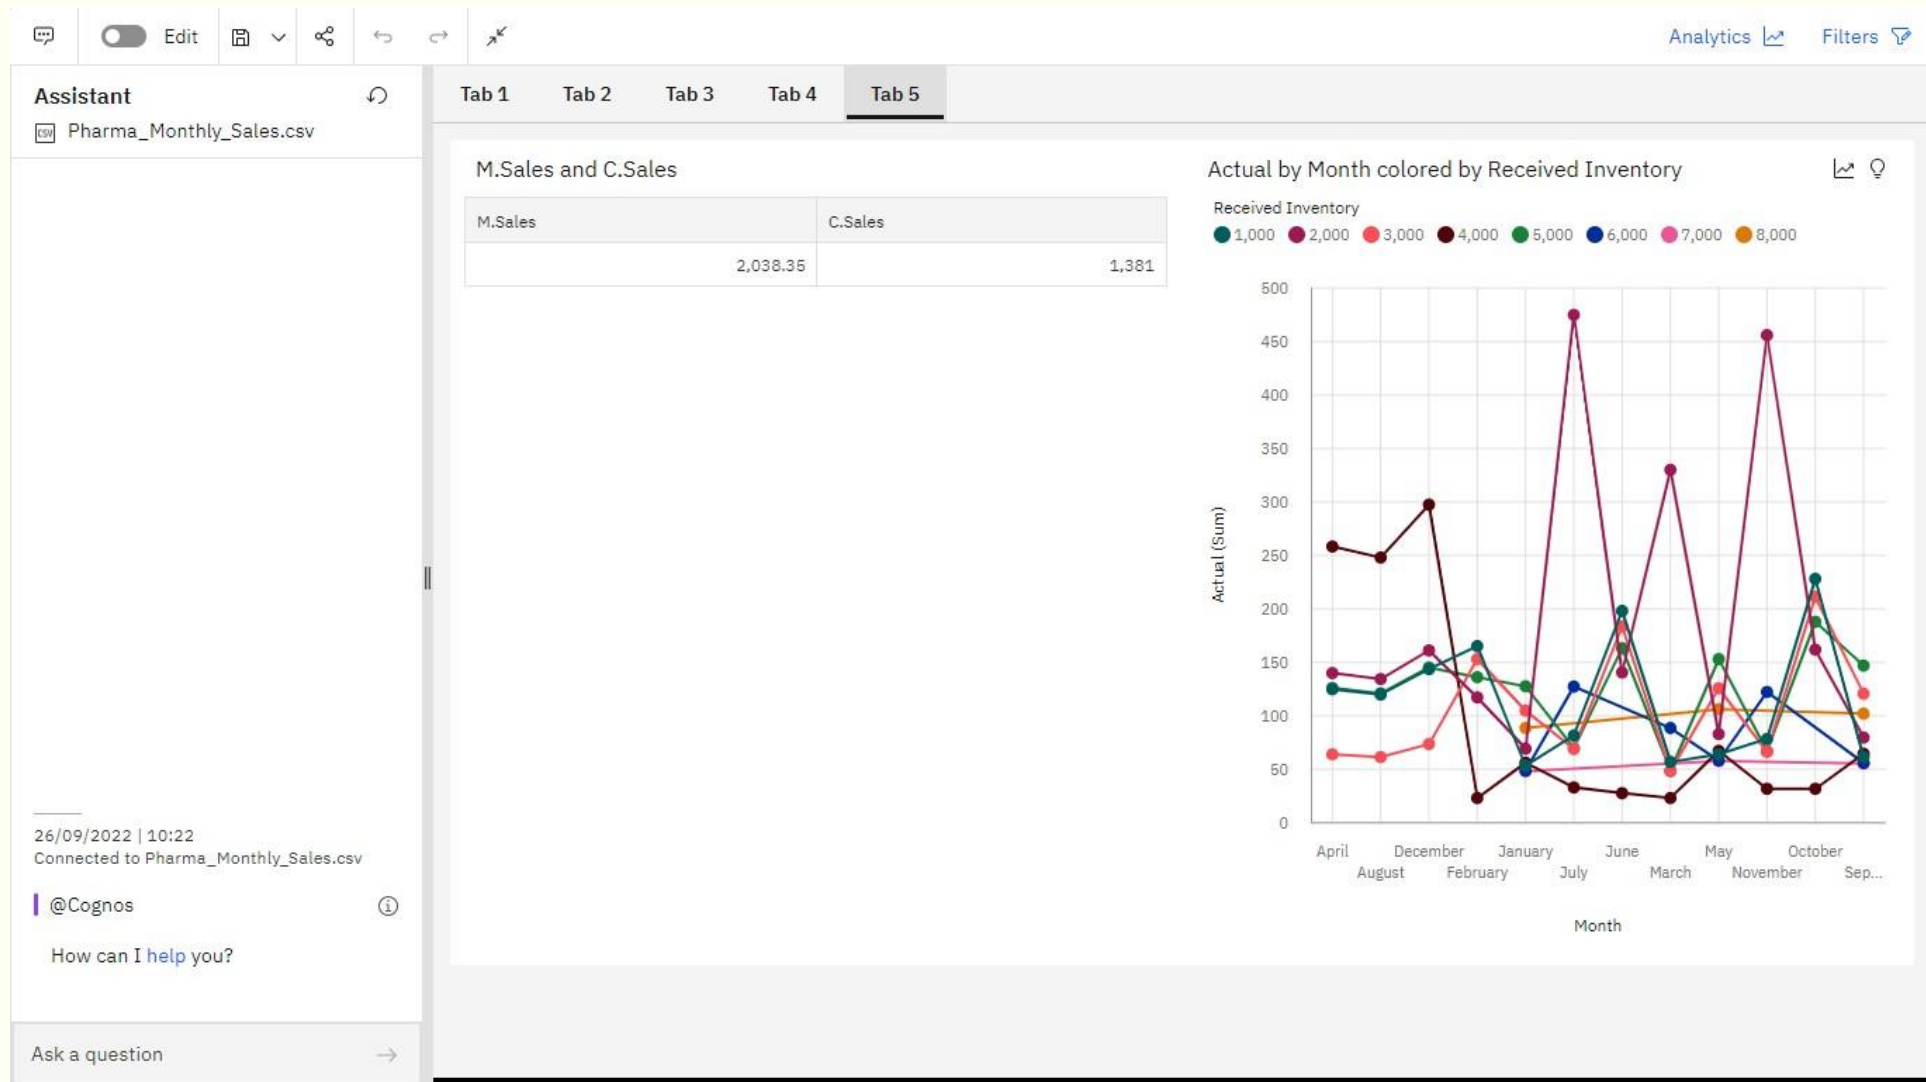 Edit
Analytics
Filters
Assistant
CSV Pharma_Monthly_Sales.csv
26/09/2022 | 10:22
Connected to Pharma_Monthly_Sales.csv
@Cognos
How can I help you?
Ask a question
Tab 1 Tab 2 Tab 3 Tab 4 Tab 5
M.Sales and C.Sales
M.Sales C.Sales
2,038.35 1,381
Actual by Month colored by Received Inventory
Received Inventory
1,000 2,000 3,000 4,000 5,000 6,000 7,000 8,000
500
450
400
350
300
250
200
150
100
50
0
Actual (Sum)
April December January June May October
August February July March November Sep...
Month